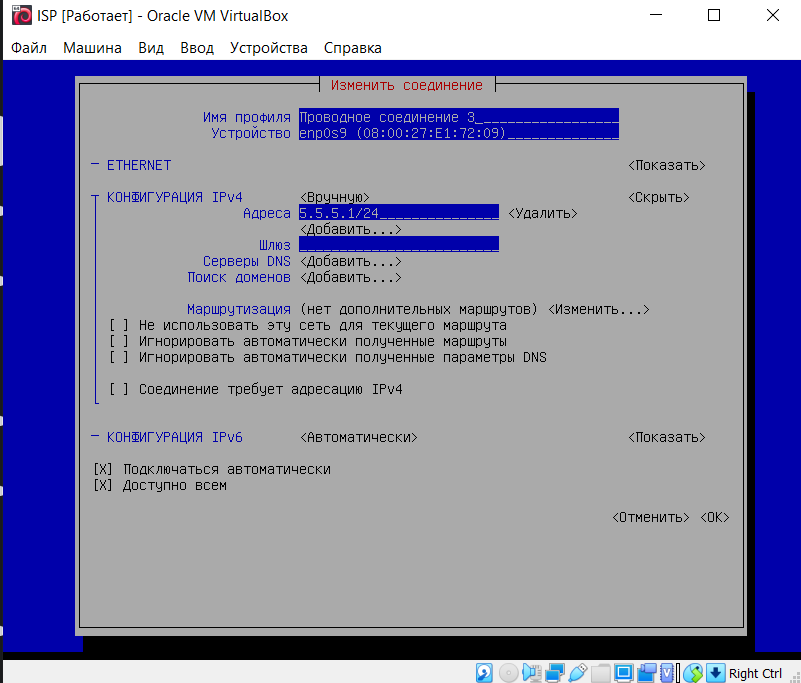 ISP [Работает] - Oracle VM VirtualBox
Файл Машина Вид Ввод Устройства Справка
Изменить соединение
Имя профиля Проводное соединение 3_
Устройство enp0s9 (08:00:27:E1:72:09)
ETHERNET <Показать>
КОНФИГУРАЦИЯ IPv4 <Вручную> <Скрыть>
Адреса 5.5.5.1/24 <Удалить>
<Добавить...>
Шлюз
Серверы DNS <Добавить...>
Поиск доменов <Добавить...>
Маршрутизация (нет дополнительных маршрутов) <Изменить...>
[ ] Не использовать эту сеть для текущего маршрута
[ ] Игнорировать автоматически полученные маршруты
[ ] Игнорировать автоматически полученные параметры DNS
[ ] Соединение требует адресацию IPv4
КОНФИГУРАЦИЯ IPv6 <Автоматически> <Показать>
[X] Подключаться автоматически
[X] Доступно всем
<Отменить> <OK>
Right Ctrl